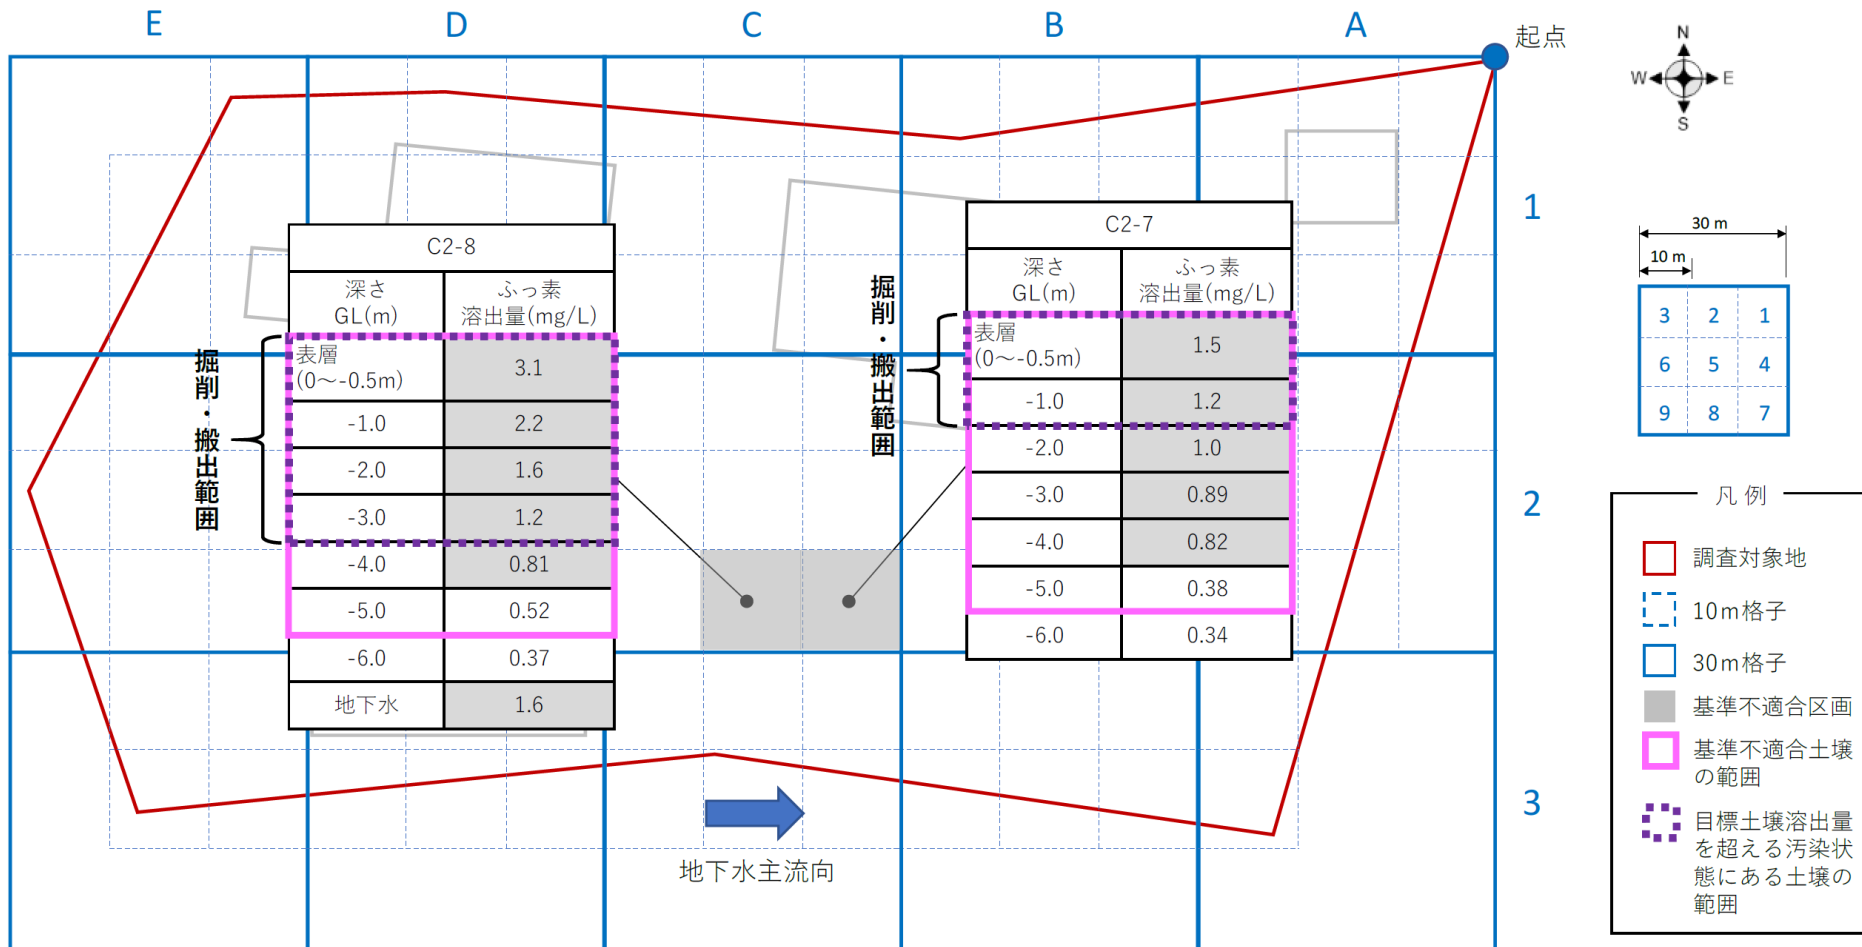 E D C B A
起点
N
W E
S
1
2
3
30 m
10 m
3 2 1
6 5 4
9 8 7
C2-8
深さ
GL(m)
ふっ素
溶出量(mg/L)
表層
(0～-0.5m)
3.1
-1.0 2.2
-2.0 1.6
-3.0 1.2
-4.0 0.81
-5.0 0.52
-6.0 0.37
地下水 1.6
掘削・搬出範囲
C2-7
深さ
GL(m)
ふっ素
溶出量(mg/L)
表層
(0～-0.5m)
1.5
-1.0 1.2
-2.0 1.0
-3.0 0.89
-4.0 0.82
-5.0 0.38
-6.0 0.34
掘削・搬出範囲
地下水主流向
凡例
調査対象地
10ｍ格子
30ｍ格子
基準不適合区画
基準不適合土壌
の範囲
目標土壌溶出量
を超える汚染状
態にある土壌の
範囲